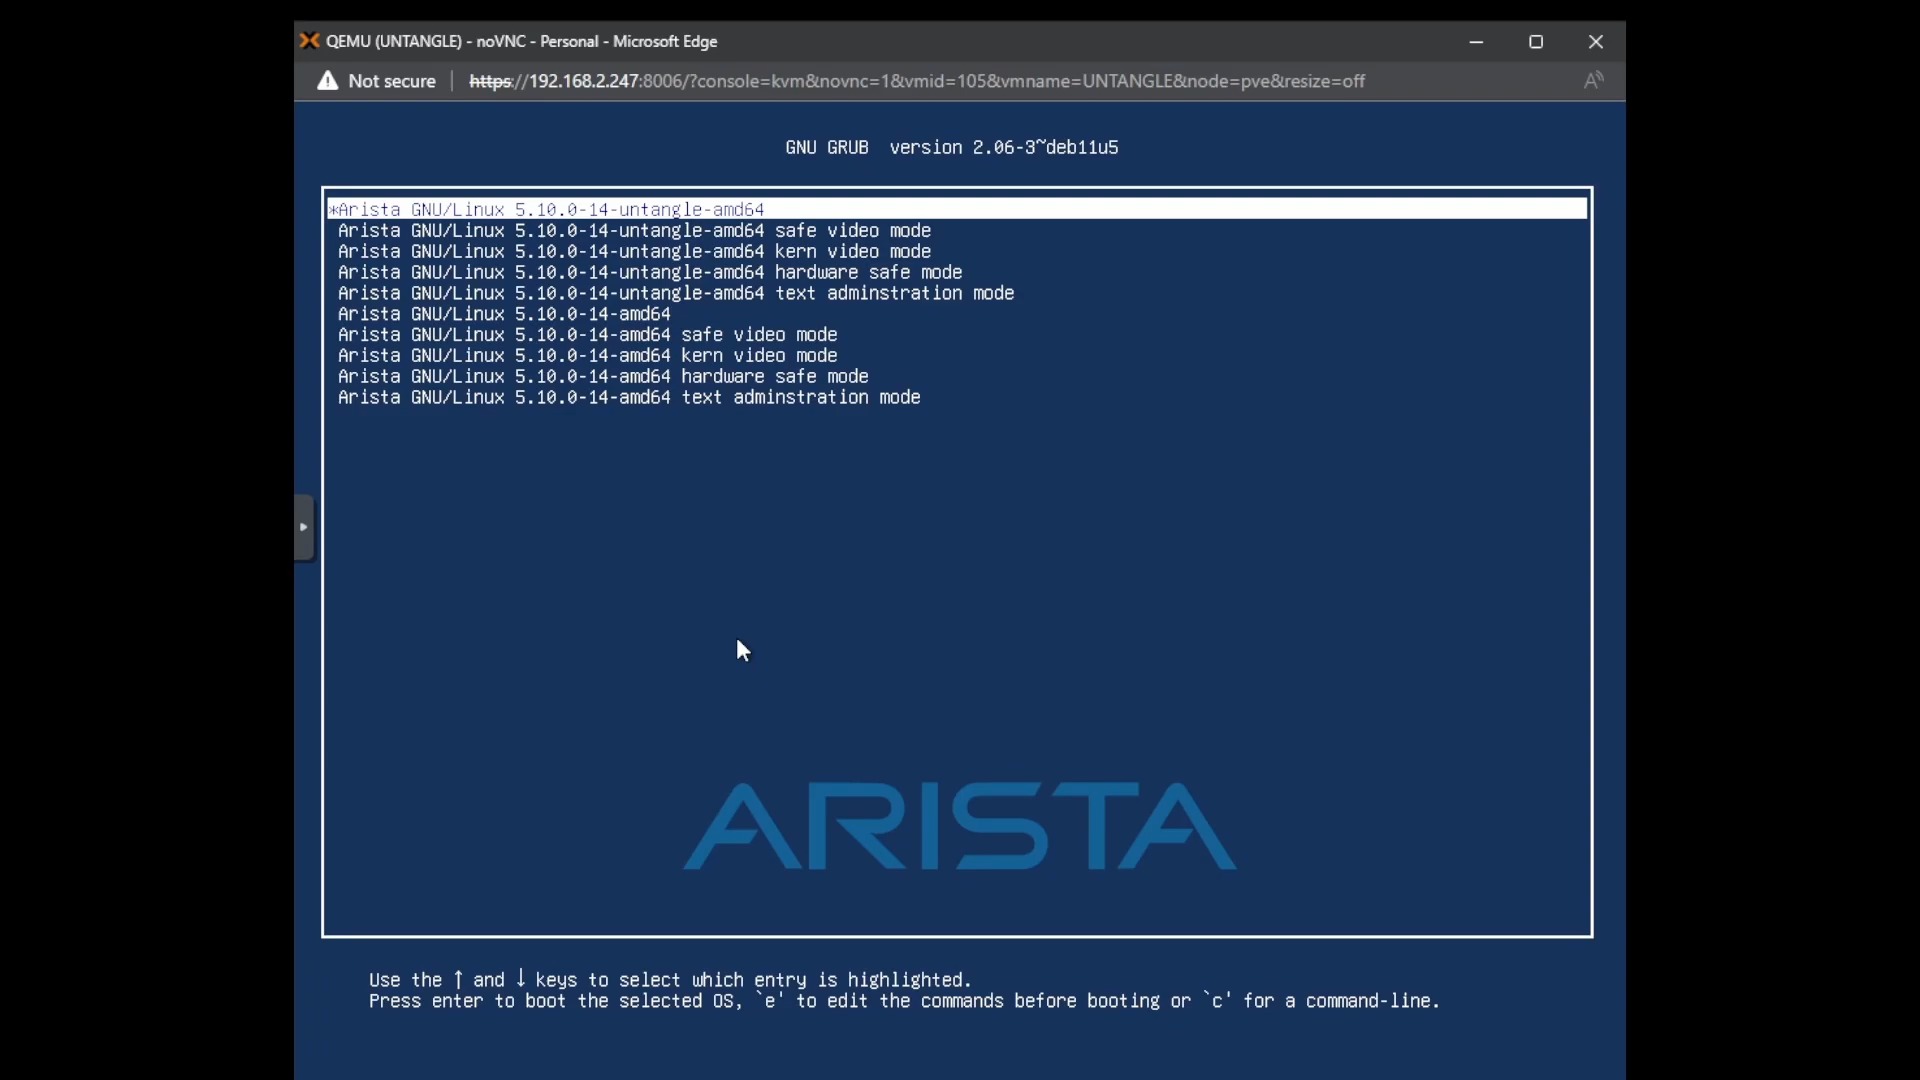 QEMU (UNTANGLE) - noVNC - Personal - Microsoft Edge
Not secure https://192.168.2.247:8006/?console=kvm&novnc=1&vmid=105&vmname=UNTANGLE&node=pve&resize=off
GNU GRUB version 2.06-3~deb11u5
*Arista GNU/Linux 5.10.0-14-untangle-amd64
Arista GNU/Linux 5.10.0-14-untangle-amd64 safe video mode
Arista GNU/Linux 5.10.0-14-untangle-amd64 kern video mode
Arista GNU/Linux 5.10.0-14-untangle-amd64 hardware safe mode
Arista GNU/Linux 5.10.0-14-untangle-amd64 text adminstration mode
Arista GNU/Linux 5.10.0-14-amd64
Arista GNU/Linux 5.10.0-14-amd64 safe video mode
Arista GNU/Linux 5.10.0-14-amd64 kern video mode
Arista GNU/Linux 5.10.0-14-amd64 hardware safe mode
Arista GNU/Linux 5.10.0-14-amd64 text adminstration mode
ARISTA
Use the ↑ and ↓ keys to select which entry is highlighted.
Press enter to boot the selected OS, `e' to edit the commands before booting or `c' for a command-line.